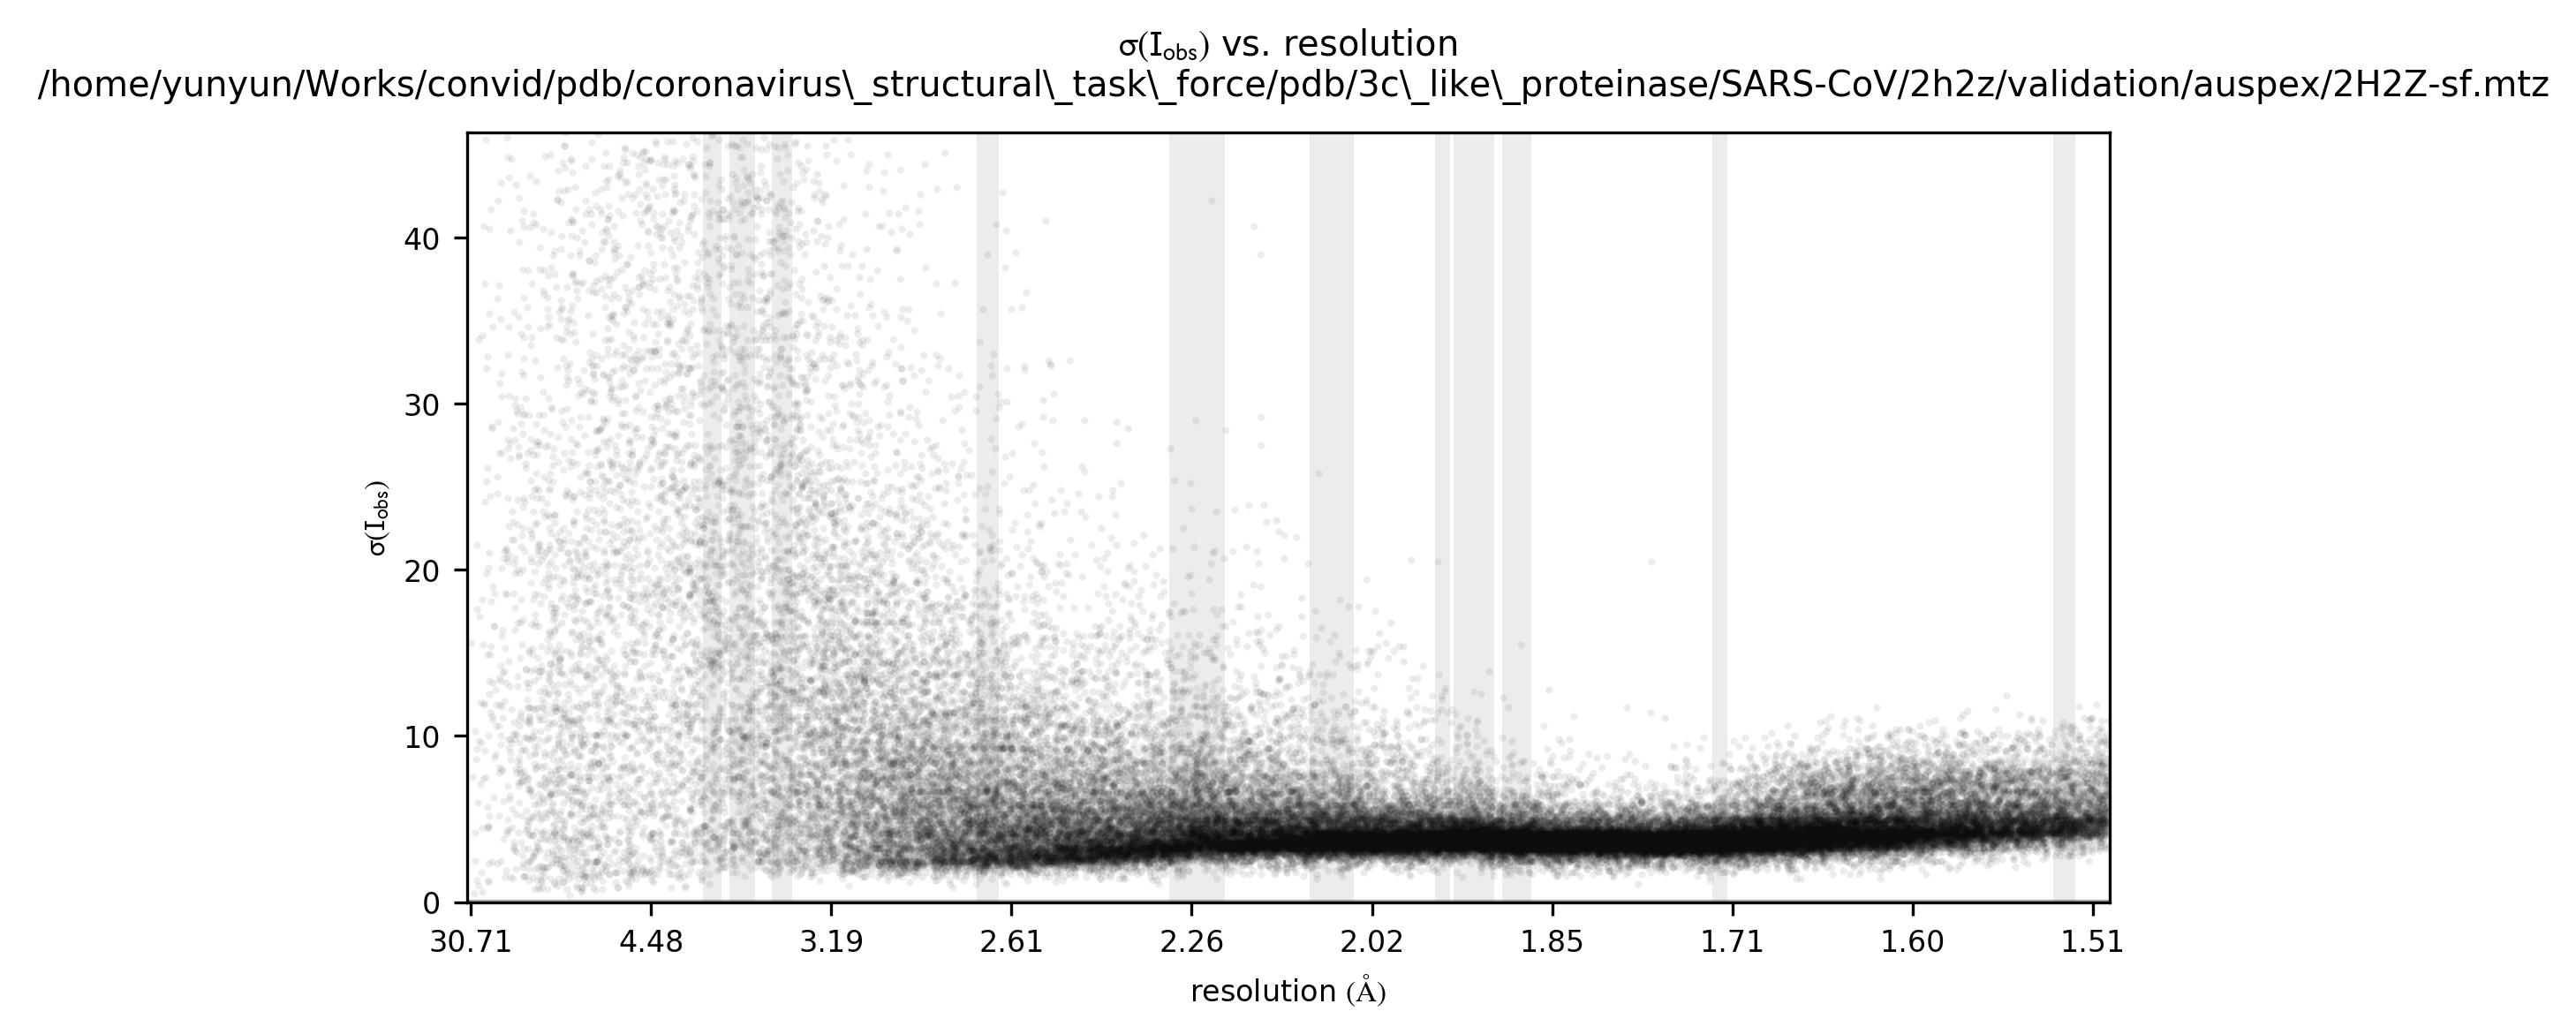 σ(I_obs) vs. resolution
/home/yunyun/Works/convid/pdb/coronavirus\_structural\_task\_force/pdb/3c\_like\_proteinase/SARS-CoV/2h2z/validation/auspex/2H2Z-sf.mtz
40
30
20
10
0
σ(I_obs)
30.71 4.48 3.19 2.61 2.26 2.02 1.85 1.71 1.60 1.51
resolution (Å)